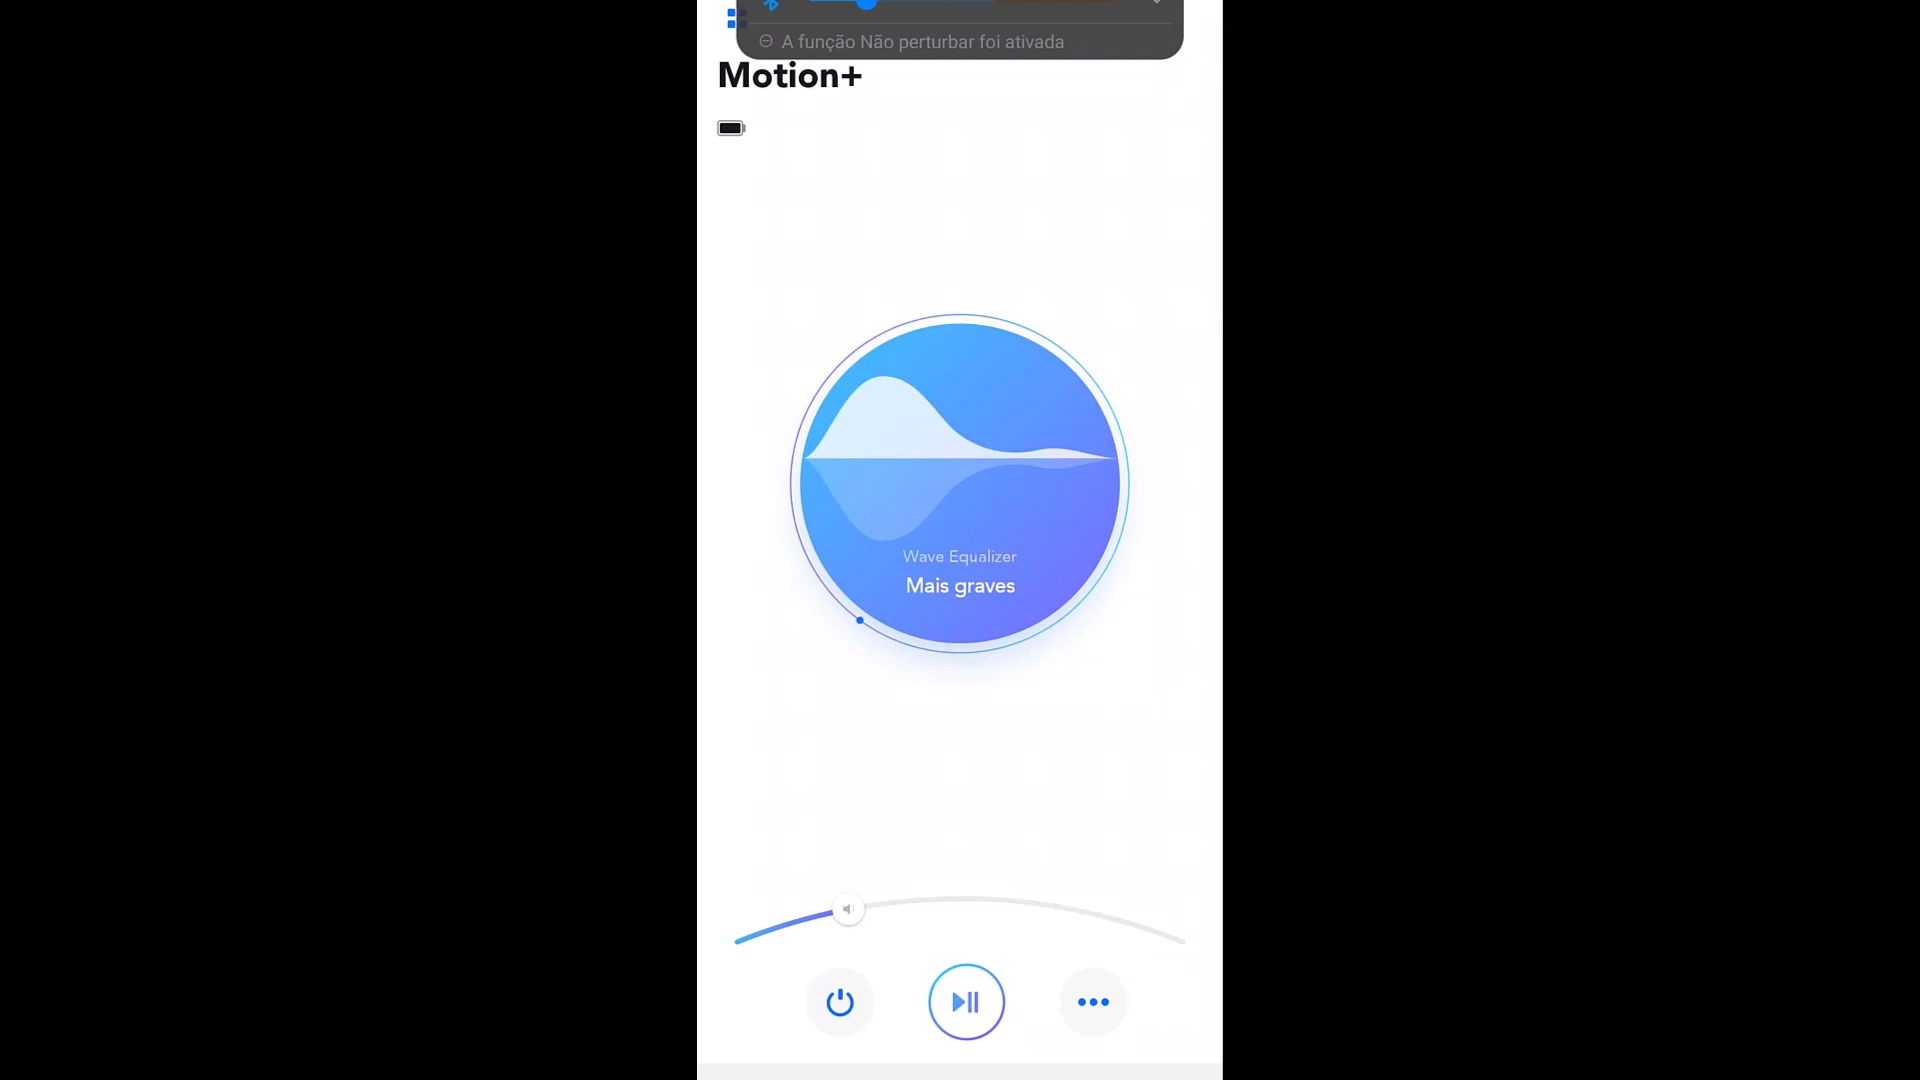 A função Não perturbar foi ativada
Motion+
Wave Equalizer
Mais graves